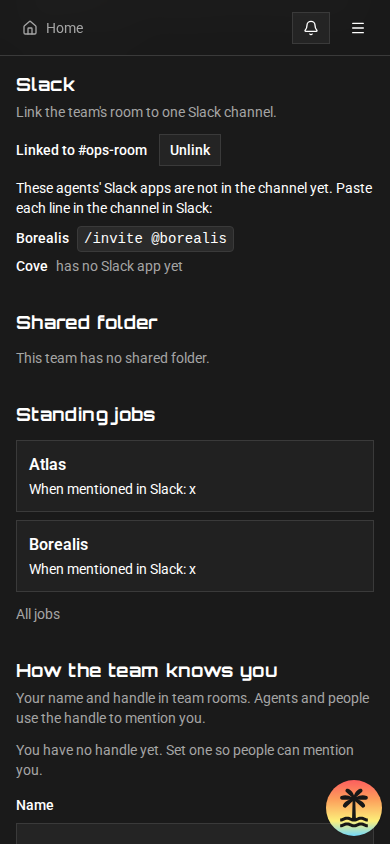 Home
Slack
Link the team's room to one Slack channel.
Linked to #ops-room Unlink
These agents' Slack apps are not in the channel yet. Paste
each line in the channel in Slack:
Borealis /invite @borealis
Cove has no Slack app yet
Shared folder
This team has no shared folder.
Standing jobs
Atlas
When mentioned in Slack: x
Borealis
When mentioned in Slack: x
All jobs
How the team knows you
Your name and handle in team rooms. Agents and people
use the handle to mention you.
You have no handle yet. Set one so people can mention
you.
Name